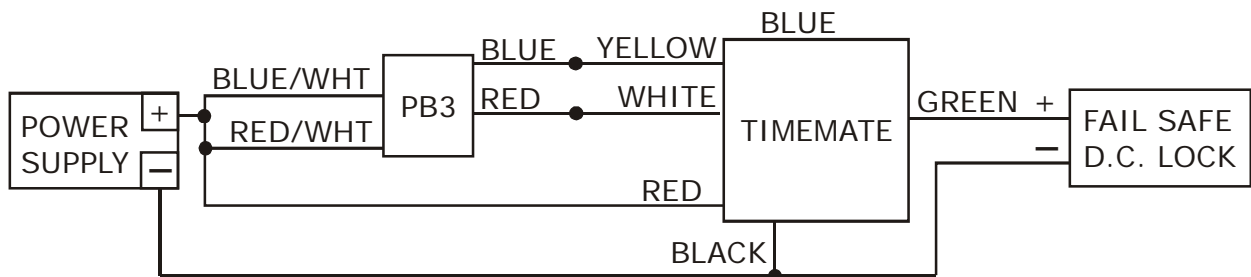 BLUE
BLUE YELLOW
BLUE/WHT
PB3
RED WHITE
GREEN +
+
POWER
SUPPLY
−
RED/WHT
TIMEMATE
−
FAIL SAFE
D.C. LOCK
RED
BLACK